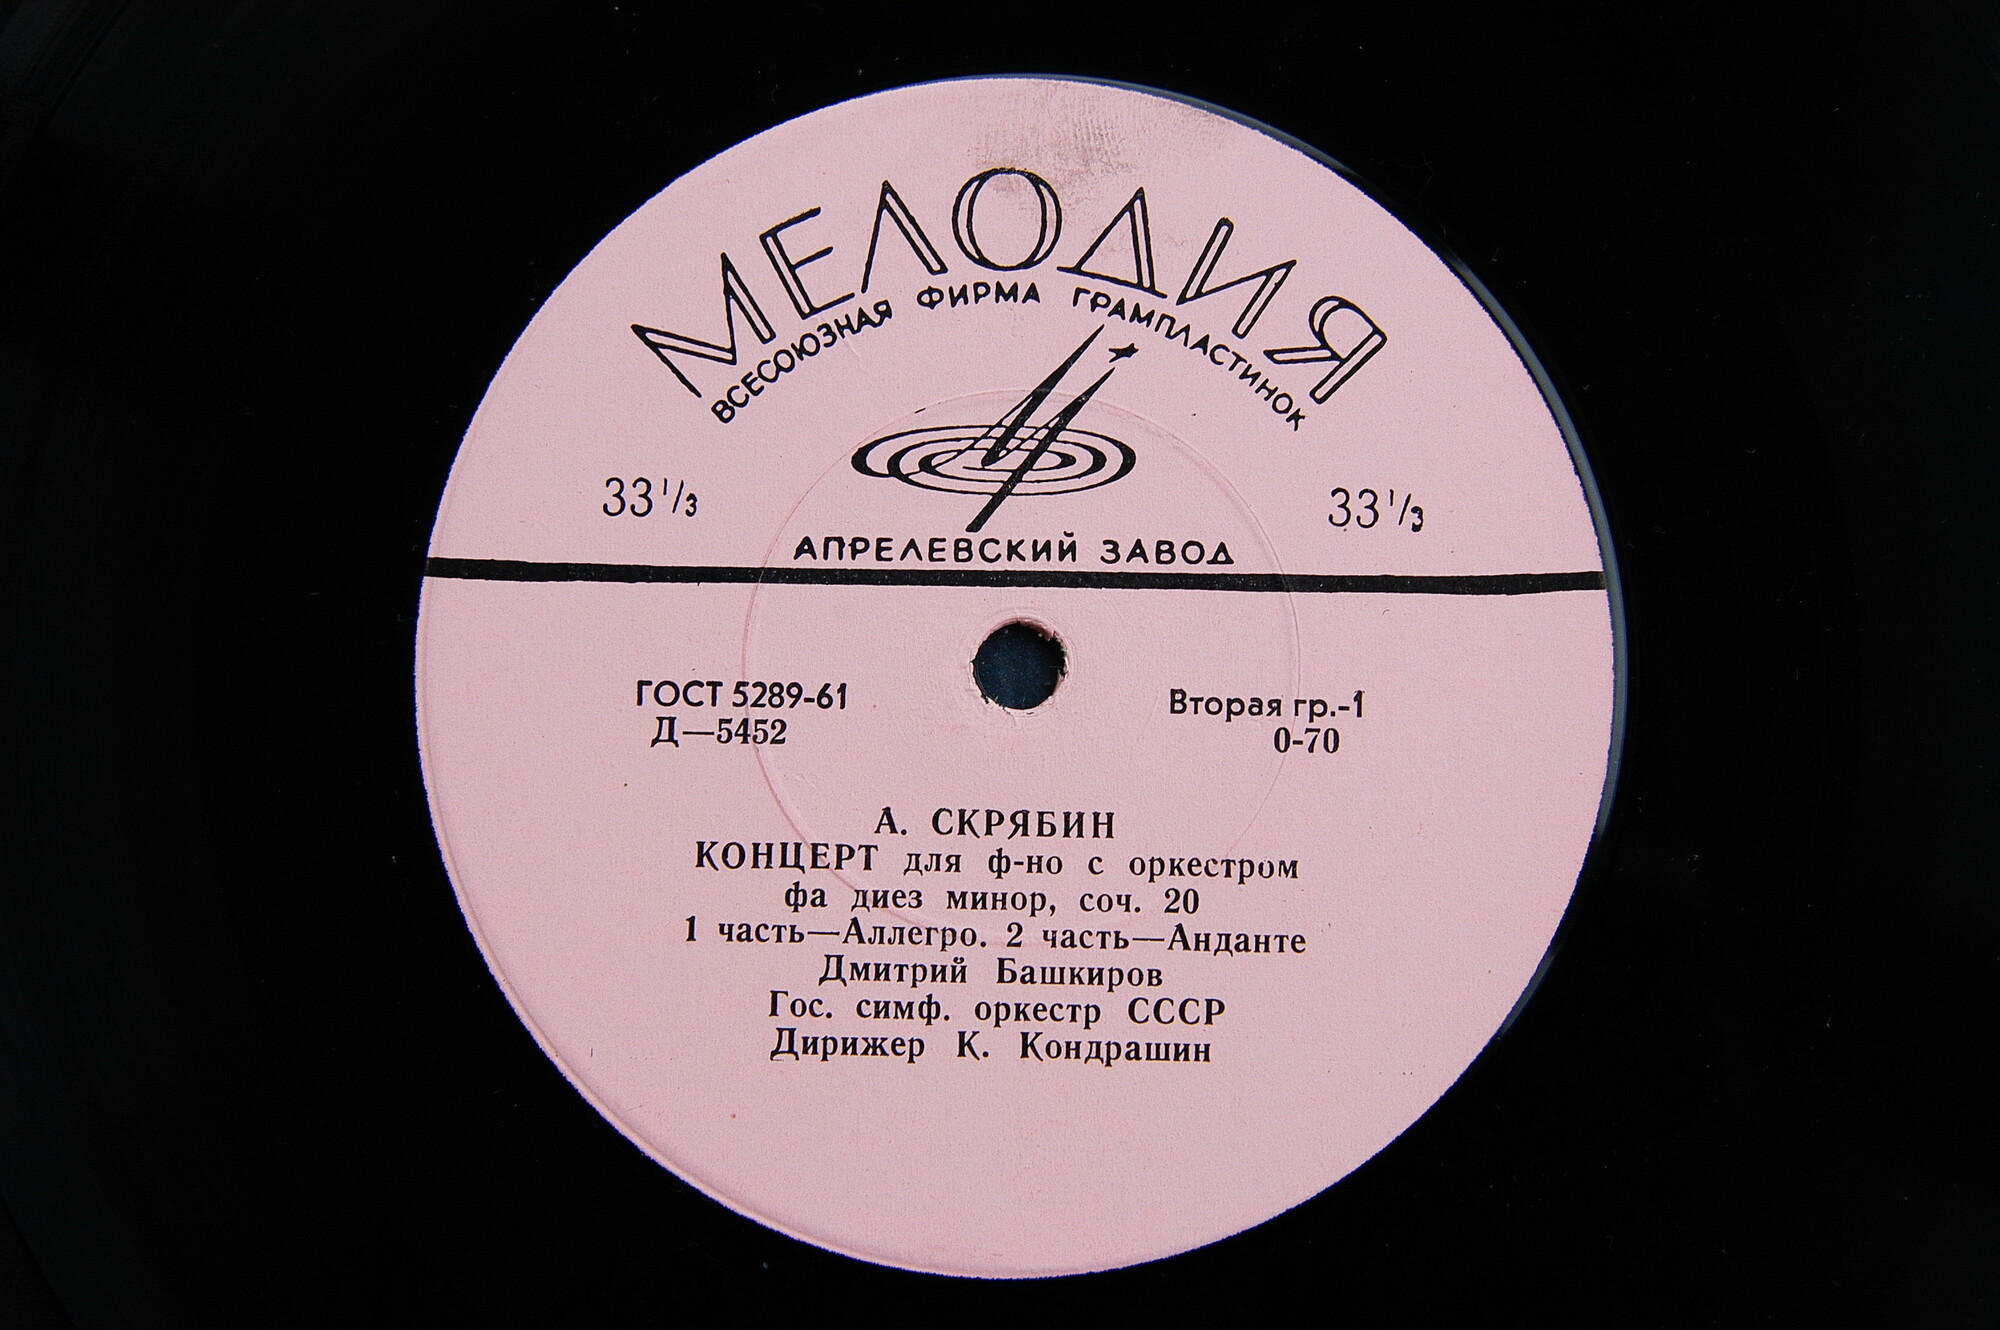 МЕЛОДИЯ
ВСЕСОЮЗНАЯ ФИРМА ГРАМПЛАСТИНОК
33 1/3 33 1/3
АПРЕЛЕВСКИЙ ЗАВОД
ГОСТ 5289-61 Вторая гр.-1
Д—5452 0-70
А. СКРЯБИН
КОНЦЕРТ для ф-но с оркестром
фа диез минор, соч. 20
1 часть—Аллегро. 2 часть—Анданте
Дмитрий Башкиров
Гос. симф. оркестр СССР
Дирижер К. Кондрашин